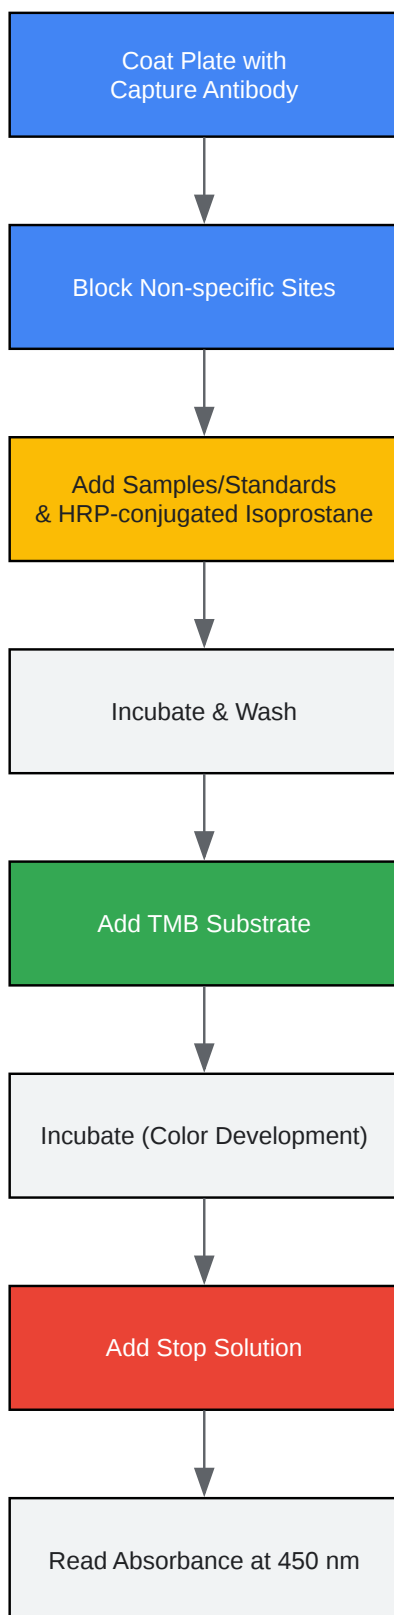 Coat Plate with
Capture Antibody
Block Non-specific Sites
Add Samples/Standards
& HRP-conjugated Isoprostane
Incubate & Wash
Add TMB Substrate
Incubate (Color Development)
Add Stop Solution
Read Absorbance at 450 nm